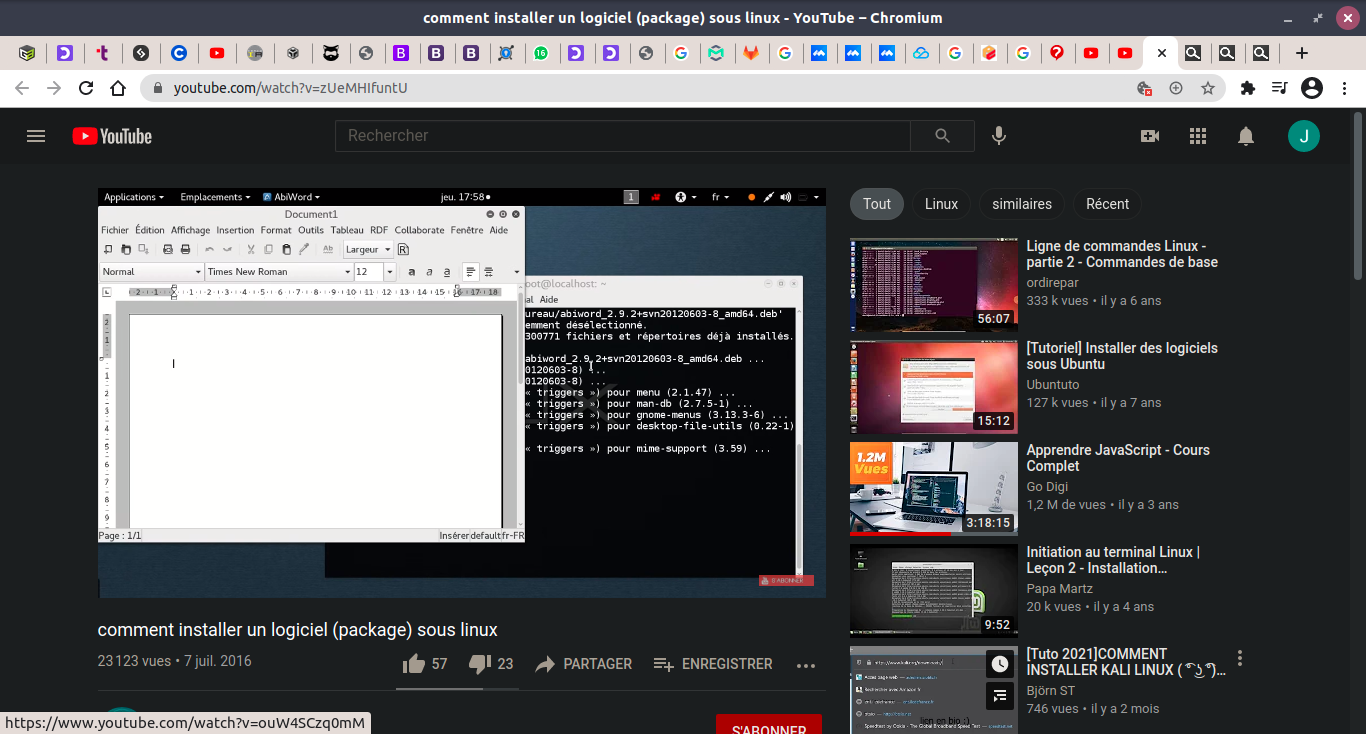 comment installer un logiciel (package) sous linux - YouTube – Chromium
16
youtube.com/watch?v=zUeMHIfuntU
YouTube
Rechercher
J
Applications
Emplacements
AbiWord
jeu. 17:58
1
fr
Document1
Fichier Édition Affichage Insertion Format Outils Tableau RDF Collaborate Fenêtre Aide
Largeur
Normal
Times New Roman
12
Page : 1/1
Insérer default fr-FR
oot@localhost: ~
al Aide
ureau/abiword_2.9.2+svn20120603-8_amd64.deb'
emment désélectionné.
300771 fichiers et répertoires déjà installés.
abiword_2.9.2+svn20120603-8_amd64.deb ...
0120603-8) ...
0120603-8) ...
« triggers ») pour menu (2.1.47) ...
« triggers ») pour man-db (2.7.5-1) ...
« triggers ») pour gnome-menus (3.13.3-6) ...
« triggers ») pour desktop-file-utils (0.22-1)
« triggers ») pour mime-support (3.59) ...
S'ABONNER
comment installer un logiciel (package) sous linux
23 123 vues • 7 juil. 2016
57
23
PARTAGER
ENREGISTRER
S'ABONNER
https://www.youtube.com/watch?v=ouW4SCzq0mM
Tout
Linux
similaires
Récent
56:07
Ligne de commandes Linux -
partie 2 - Commandes de base
ordirepar
333 k vues • il y a 6 ans
15:12
[Tutoriel] Installer des logiciels
sous Ubuntu
Ubuntuto
127 k vues • il y a 7 ans
1.2M
Vues
3:18:15
Apprendre JavaScript - Cours
Complet
Go Digi
1,2 M de vues • il y a 3 ans
9:52
Initiation au terminal Linux |
Leçon 2 - Installation...
Papa Martz
20 k vues • il y a 4 ans
lien en bio :)
[Tuto 2021]COMMENT
INSTALLER KALI LINUX ( ͡° ͜ʖ ͡°)...
Björn ST
746 vues • il y a 2 mois